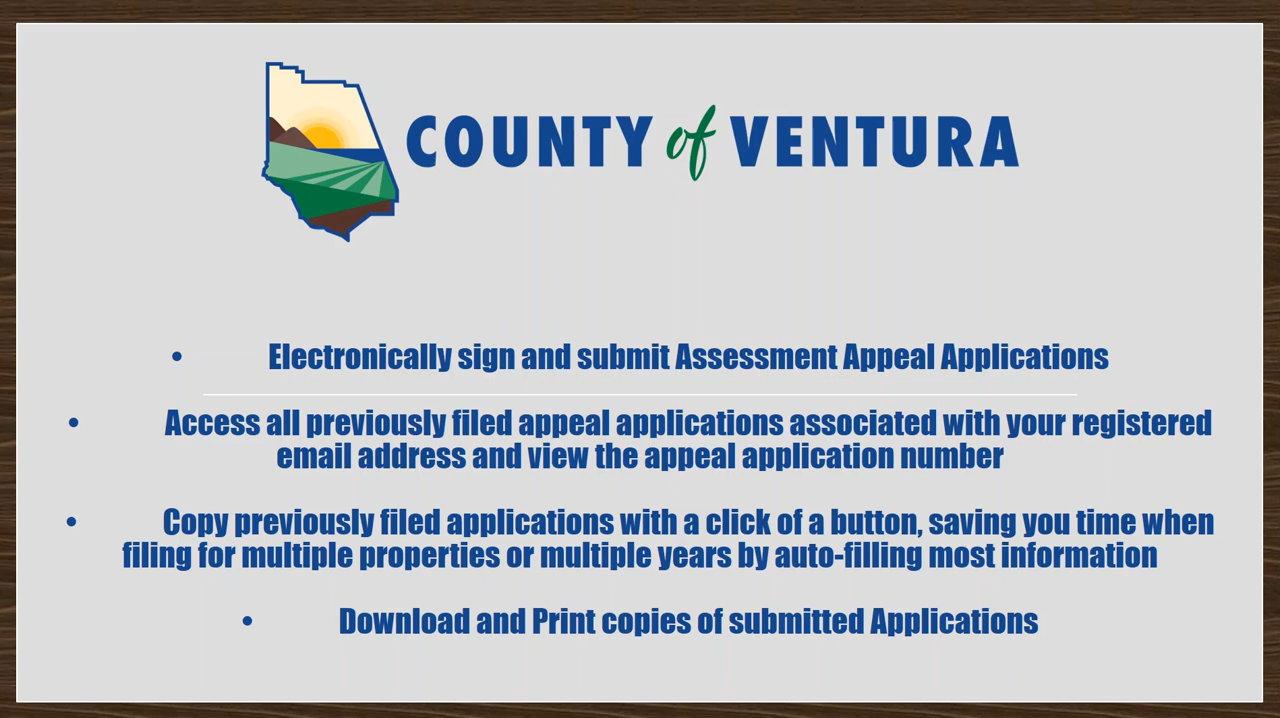 COUNTY of VENTURA
• Electronically sign and submit Assessment Appeal Applications
• Access all previously filed appeal applications associated with your registered
email address and view the appeal application number
• Copy previously filed applications with a click of a button, saving you time when
filing for multiple properties or multiple years by auto-filling most information
• Download and Print copies of submitted Applications